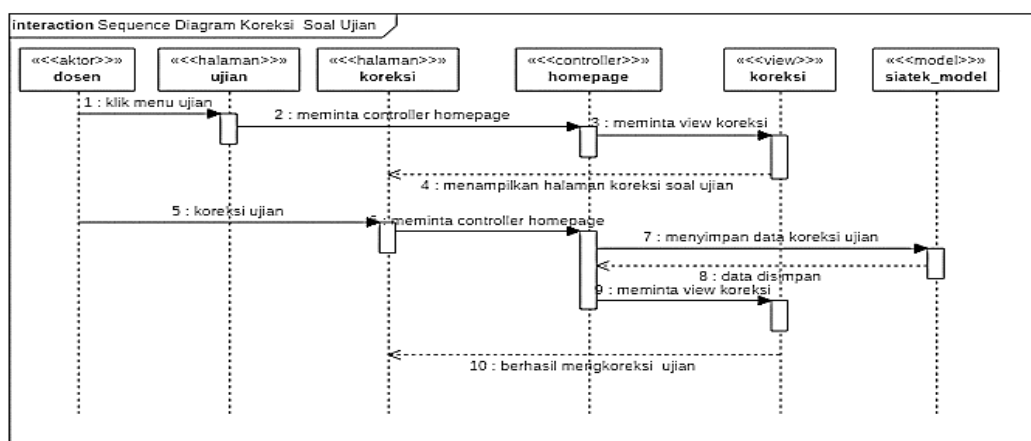 interaction Sequence Diagram Koreksi Soal Ujian
«<<aktor>>»
dosen
«<<halaman>>»
ujian
«<<halaman>>»
koreksi
«<<controller>>»
homepage
«<<view>>»
koreksi
«<<model>>»
siatek_model
1 : klik menu ujian
2 : meminta controller homepage
3 : meminta view koreksi
4 : menampilkan halaman koreksi soal ujian
5 : koreksi ujian
6 : meminta controller homepage
7 : menyimpan data koreksi ujian
8 : data disimpan
9 : meminta view koreksi
10 : berhasil mengkoreksi ujian